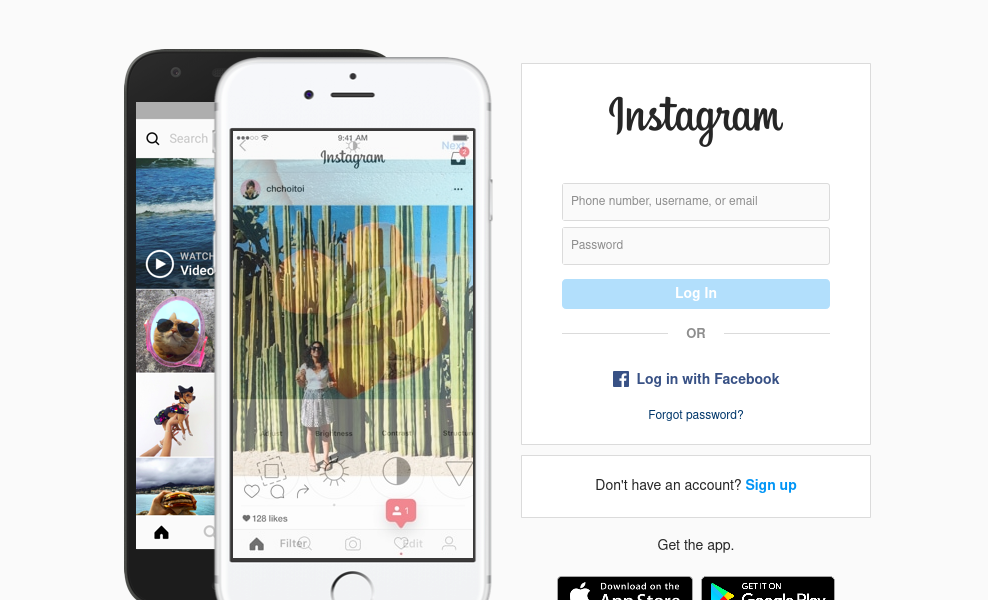 Search
WATCH
Video
9:41 AM
Next
2
Instagram
chchoitoi
Brightness
Contrast
128 likes
1
Filter
Edit
Instagram
Phone number, username, or email
Password
Log In
OR
Log in with Facebook
Forgot password?
Don't have an account? Sign up
Get the app.
Download on the
App Store
GET IT ON
Google Play